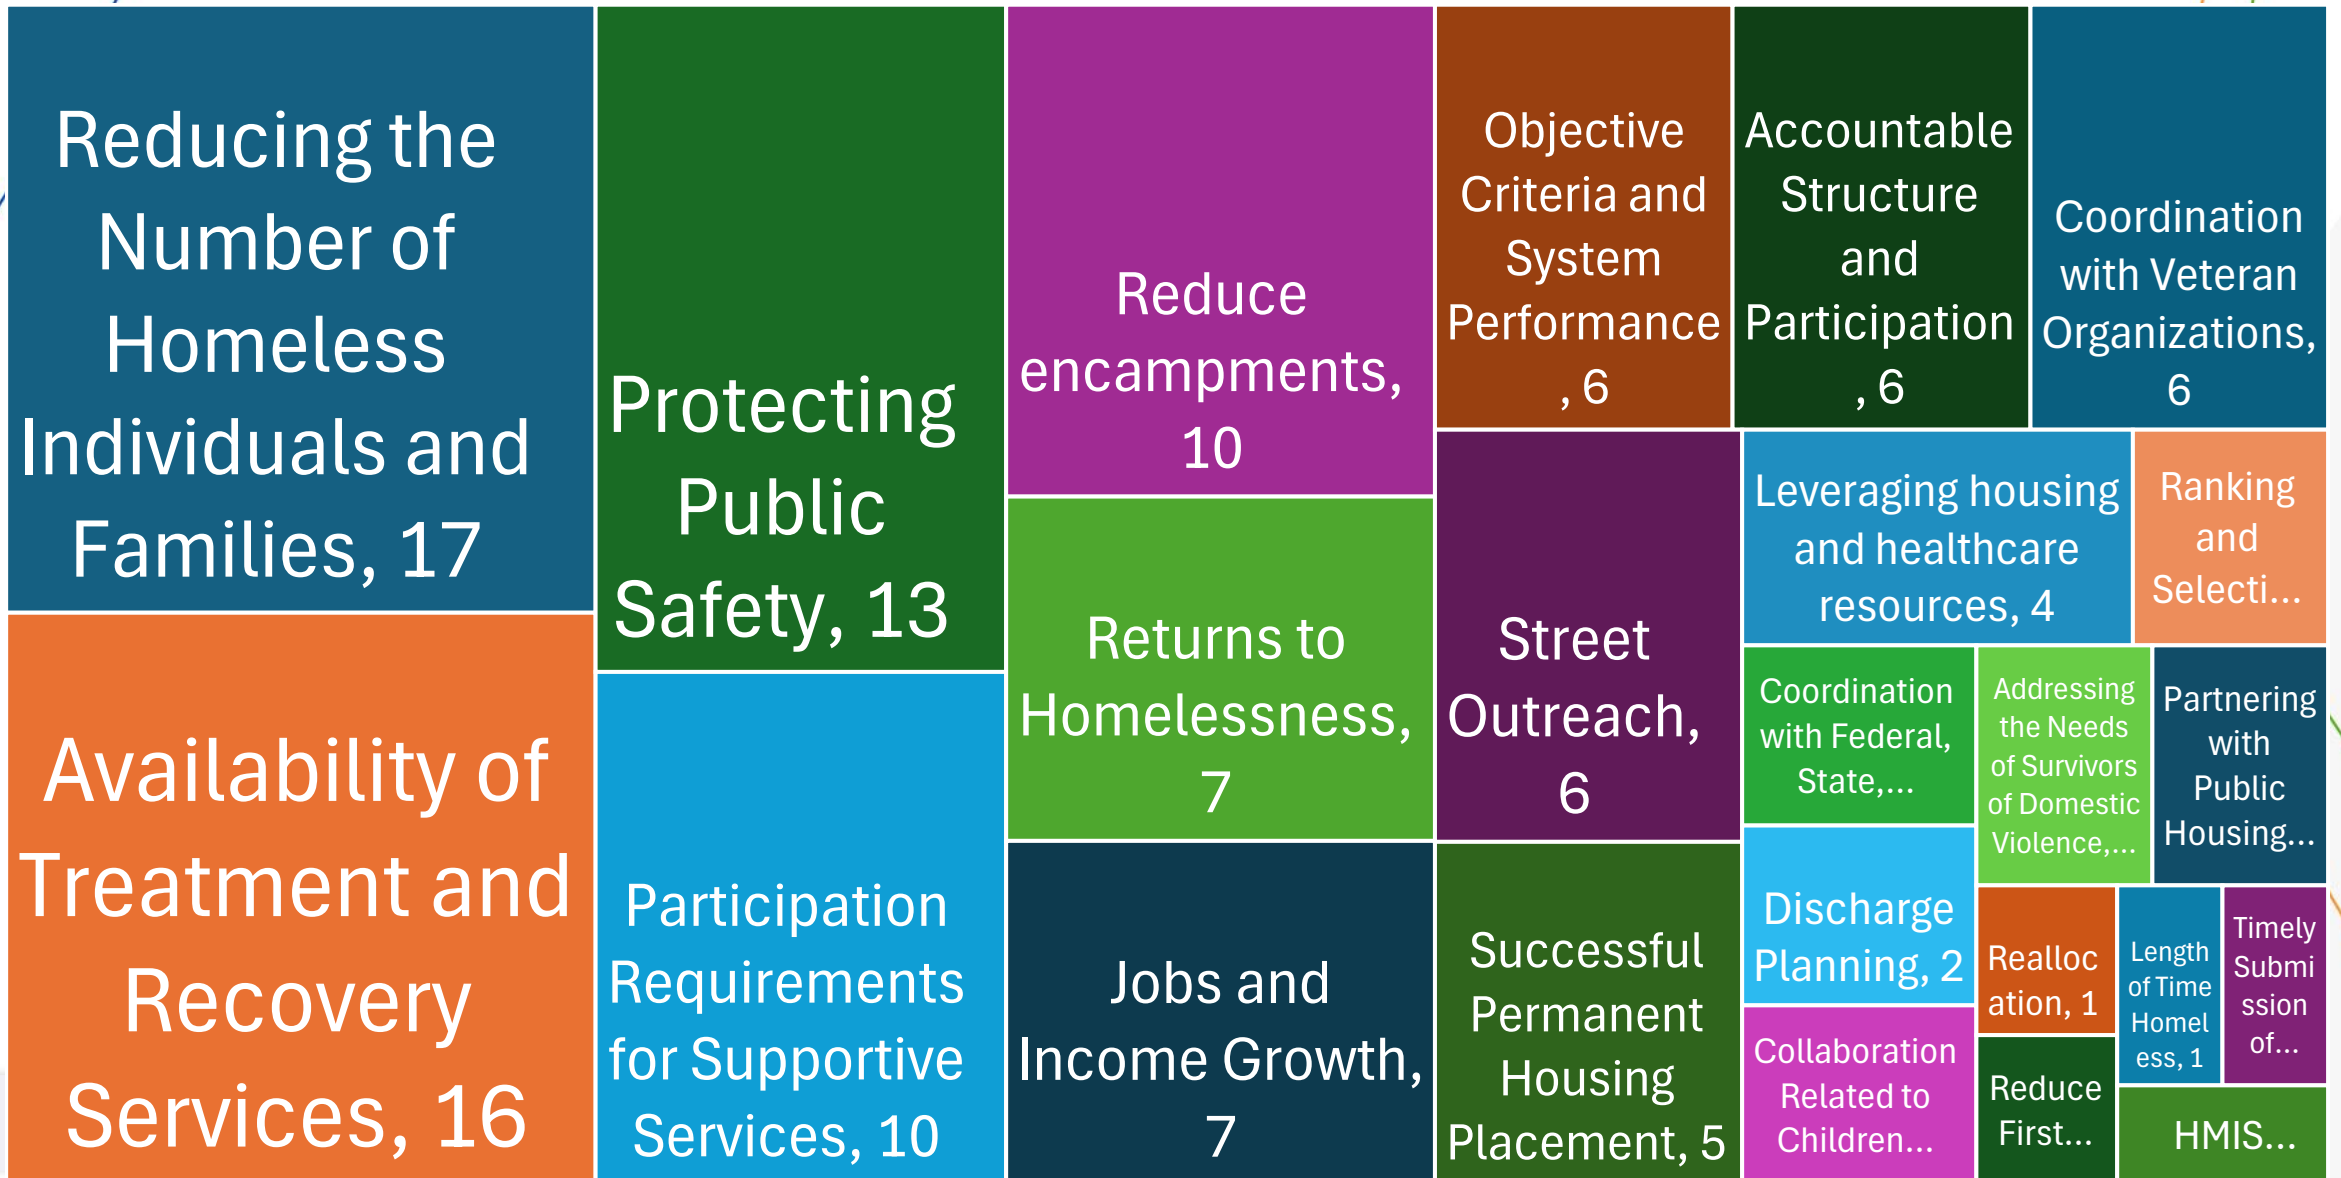 Reducing the
Number of
Homeless
Individuals and
Families, 17
Availability of
Treatment and
Recovery
Services, 16
Protecting
Public
Safety, 13
Participation
Requirements
for Supportive
Services, 10
Reduce
encampments,
10
Returns to
Homelessness,
7
Jobs and
Income Growth,
7
Objective
Criteria and
System
Performance
, 6
Accountable
Structure
and
Participation
, 6
Coordination
with Veteran
Organizations,
6
Street
Outreach,
6
Successful
Permanent
Housing
Placement, 5
Leveraging housing
and healthcare
resources, 4
Ranking
and
Selecti...
Coordination
with Federal,
State,...
Addressing
the Needs
of Survivors
of Domestic
Violence,...
Partnering
with
Public
Housing...
Discharge
Planning, 2
Collaboration
Related to
Children...
Realloc
ation, 1
Length
of Time
Homel
ess, 1
Timely
Submi
ssion
of...
Reduce
First...
HMIS...